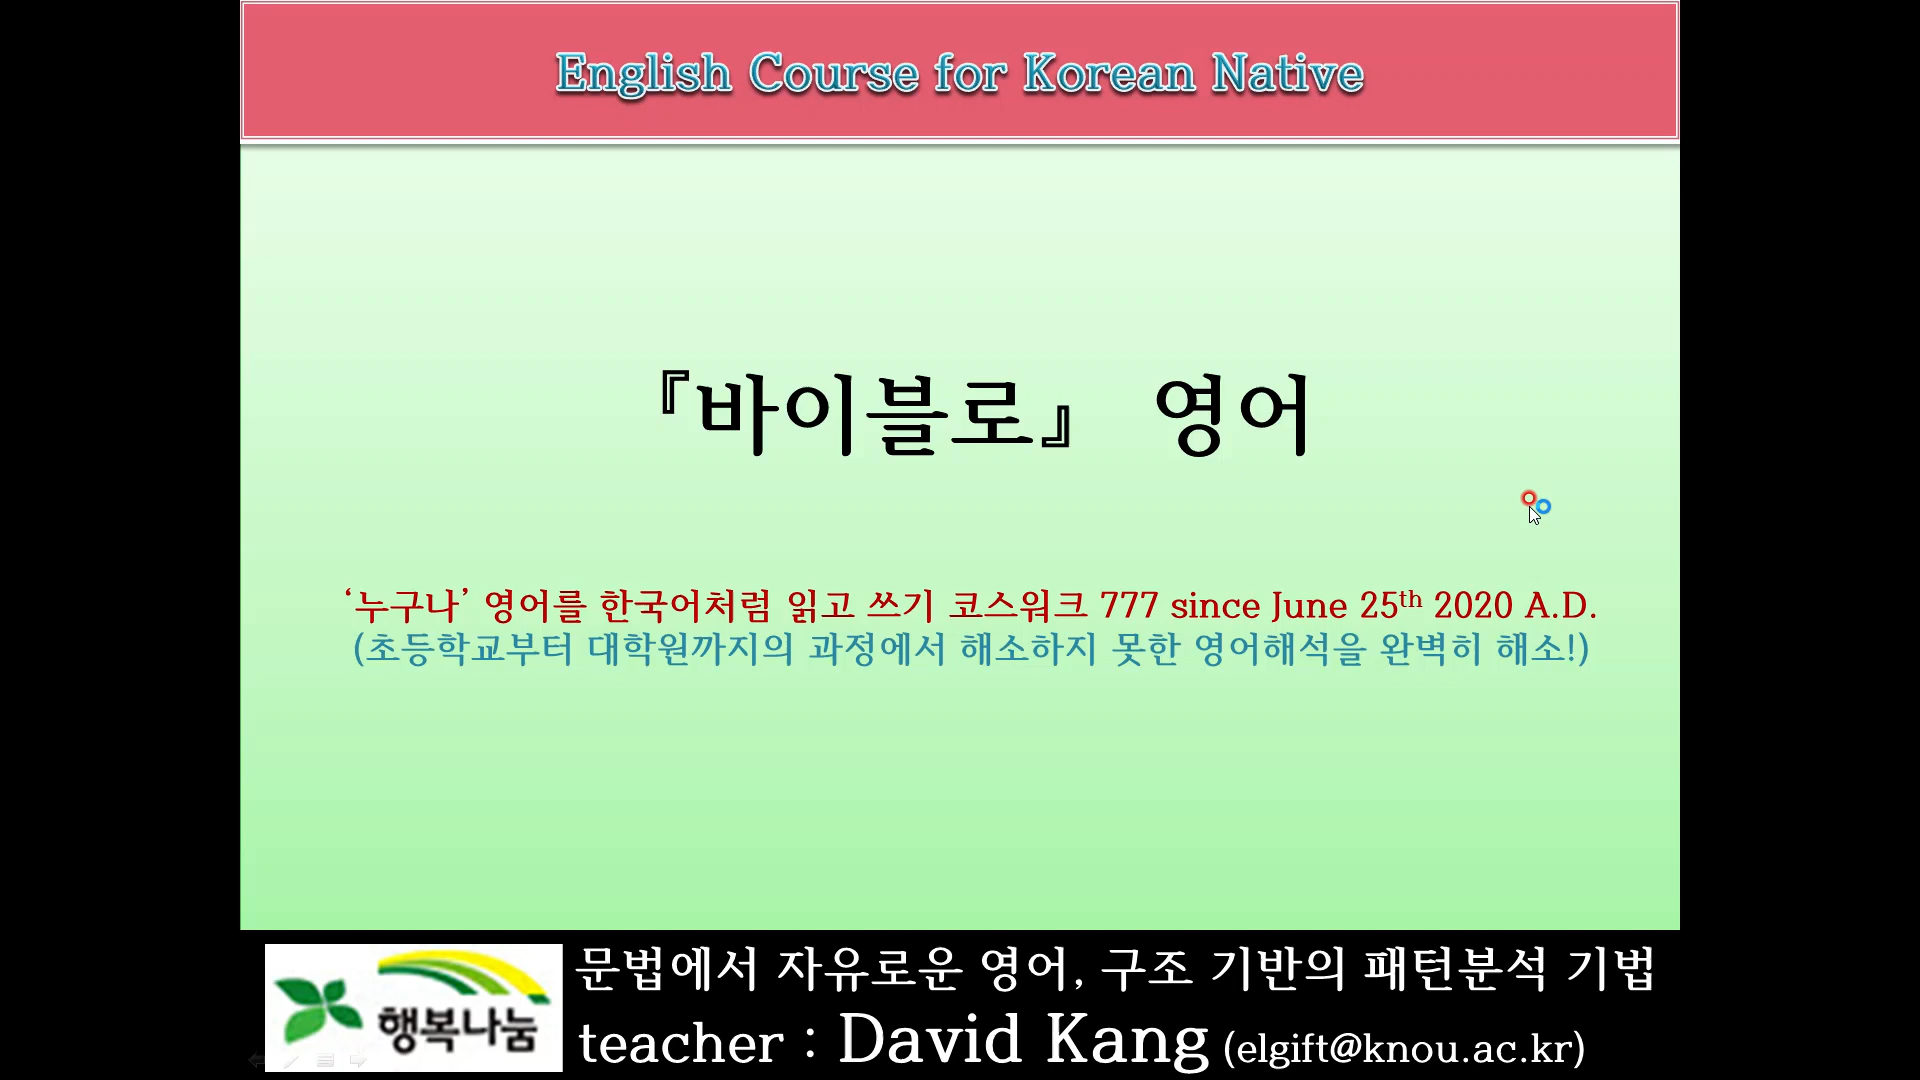 English Course for Korean Native
『바이블로』 영어
‘누구나’ 영어를 한국어처럼 읽고 쓰기 코스워크 777 since June 25th 2020 A.D.
(초등학교부터 대학원까지의 과정에서 해소하지 못한 영어해석을 완벽히 해소!)
행복나눔
문법에서 자유로운 영어, 구조 기반의 패턴분석 기법
teacher : David Kang (elgift@knou.ac.kr)